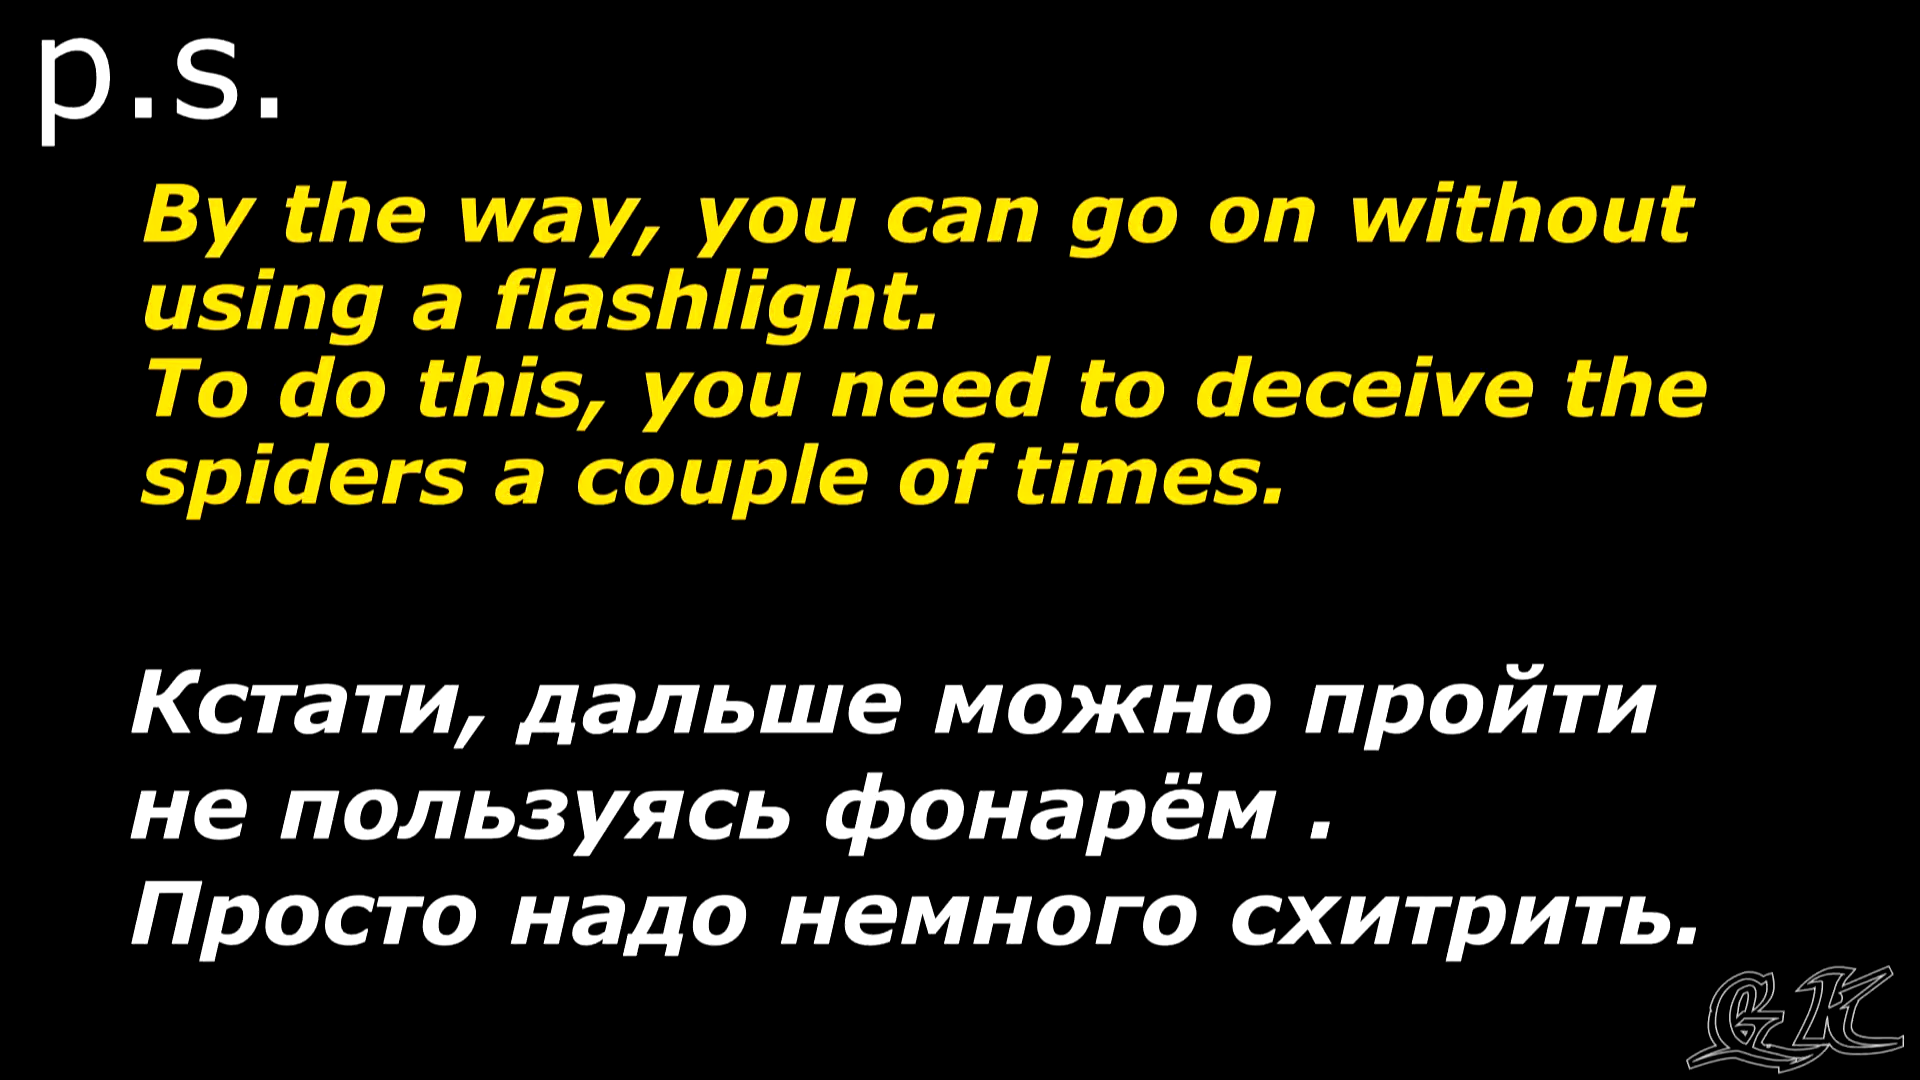 p.s.
By the way, you can go on without
using a flashlight.
To do this, you need to deceive the
spiders a couple of times.
Кстати, дальше можно пройти
не пользуясь фонарём .
Просто надо немного схитрить.
GK